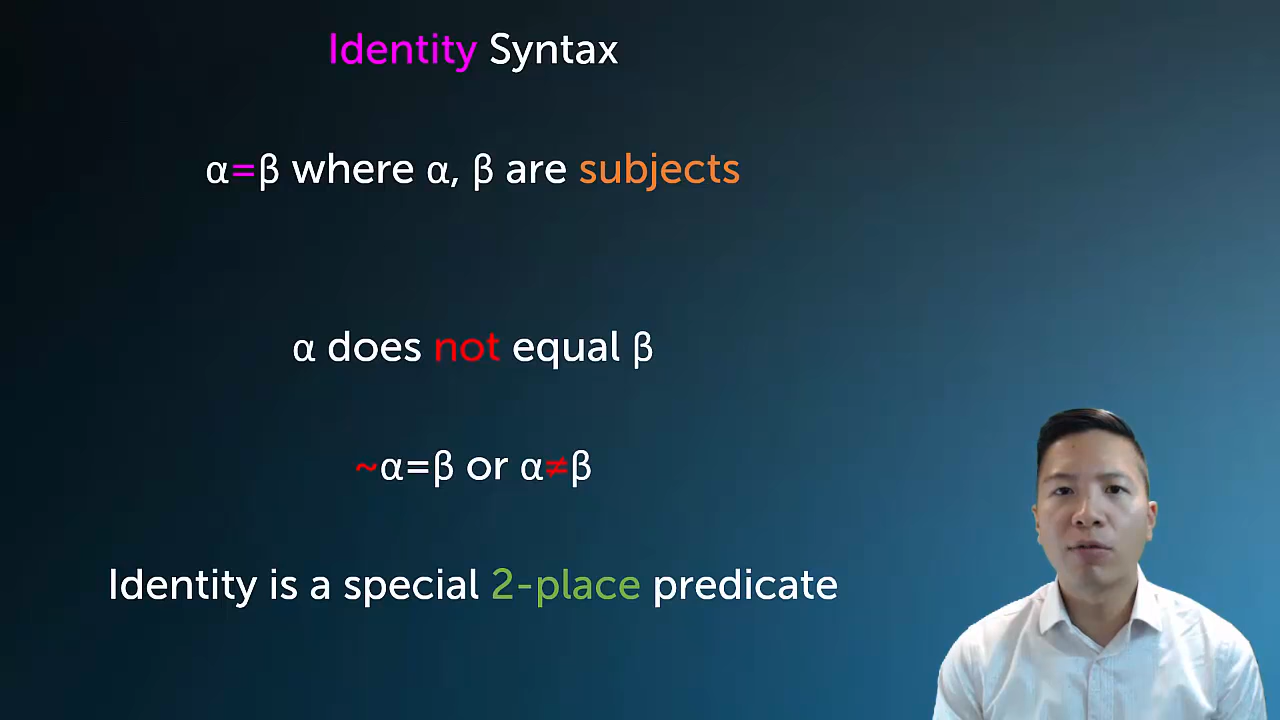 Identity Syntax
α=β where α, β are subjects
α does not equal β
~α=β or α≠β
Identity is a special 2-place predicate